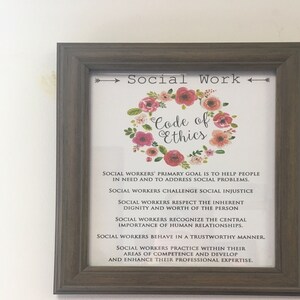 Social Work
Code of
Ethics
Social workers' primary goal is to help people
in need and to address social problems.
Social workers challenge social injustice
Social workers respect the inherent
dignity and worth of the person
Social workers recognize the central
importance of human relationships.
Social workers behave in a trustworthy manner.
Social workers practice within their
areas of competence and develop
and enhance their professional expertise.